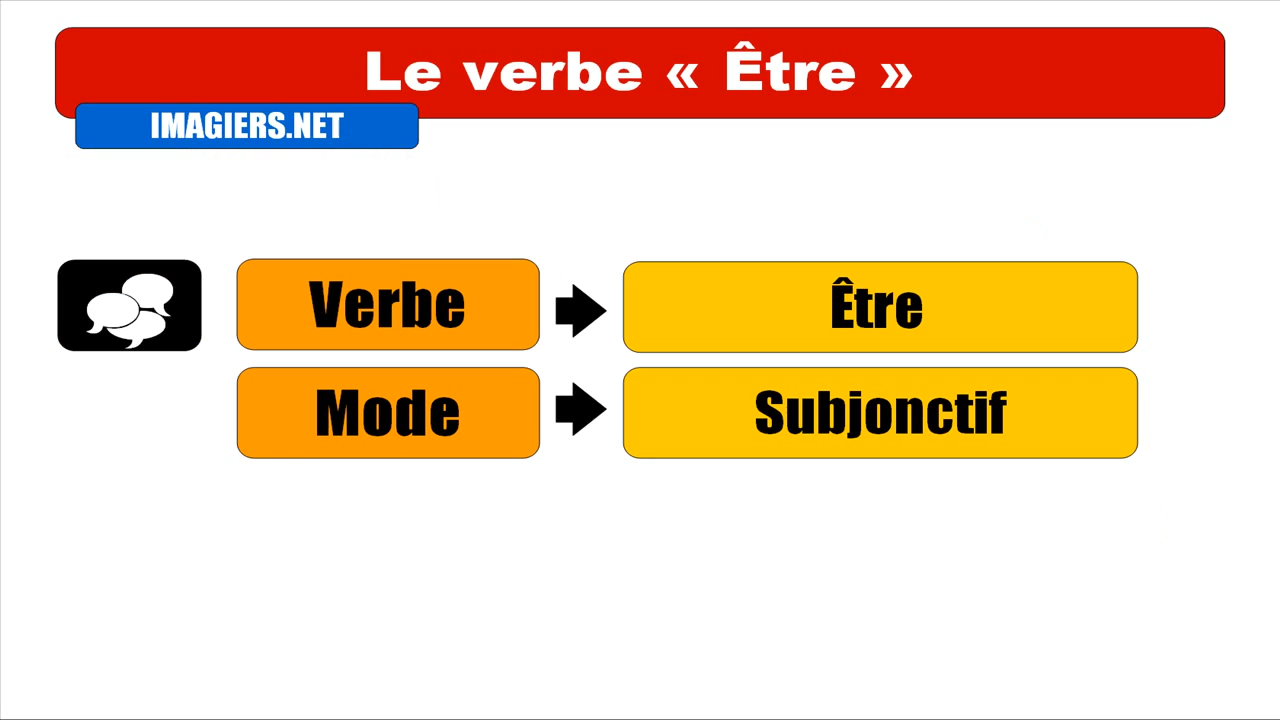 Le verbe « Être »
IMAGIERS.NET
Verbe
Être
Mode
Subjonctif